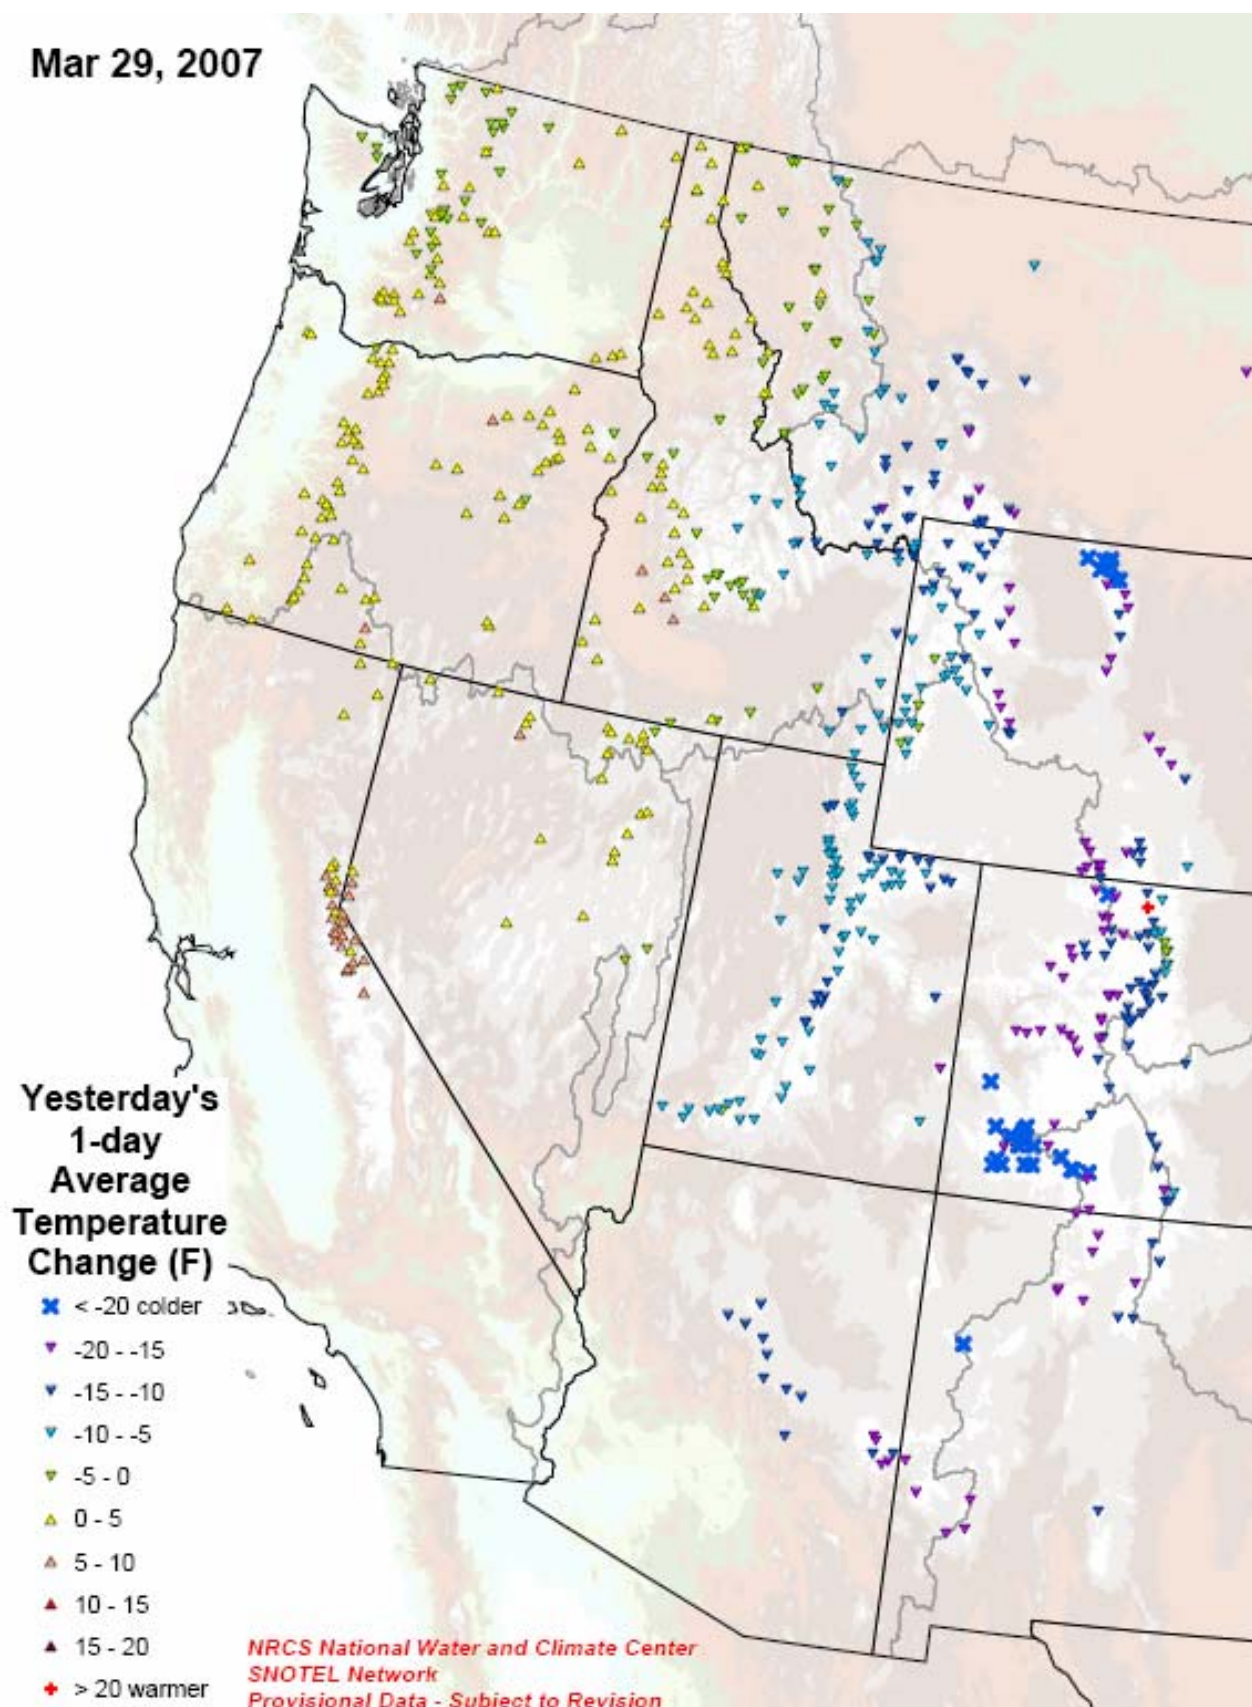 Mar 29, 2007
Yesterday's
1-day
Average
Temperature
Change (F)
< -20 colder
-20 - -15
-15 - -10
-10 - -5
-5 - 0
0 - 5
5 - 10
10 - 15
15 - 20
> 20 warmer
NRCS National Water and Climate Center
SNOTEL Network
Provisional Data - Subject to Revision